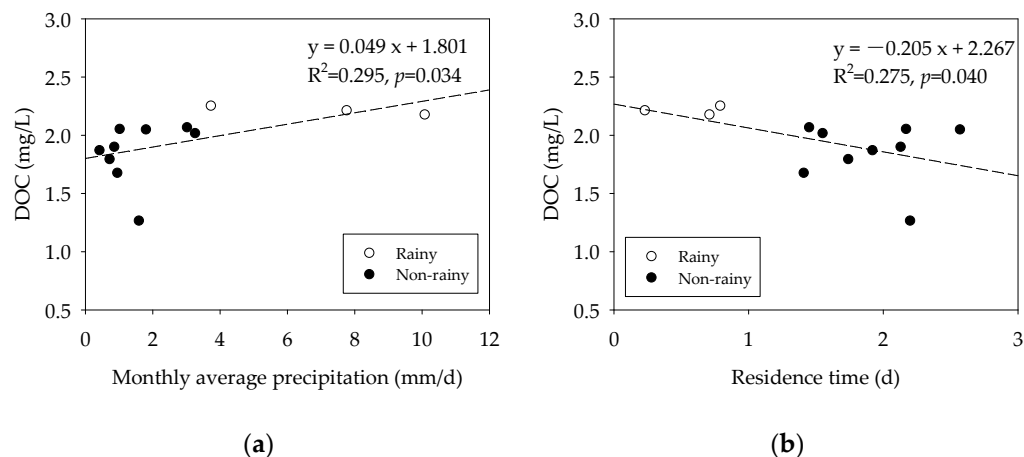 3.0
2.5
2.0
1.5
1.0
0.5
DOC (mg/L)
y = 0.049 x + 1.801
R²=0.295, p=0.034
Rainy
Non-rainy
0 2 4 6 8 10 12
Monthly average precipitation (mm/d)
(a)
3.0
2.5
2.0
1.5
1.0
0.5
DOC (mg/L)
y = −0.205 x + 2.267
R²=0.275, p=0.040
Rainy
Non-rainy
0 1 2 3
Residence time (d)
(b)